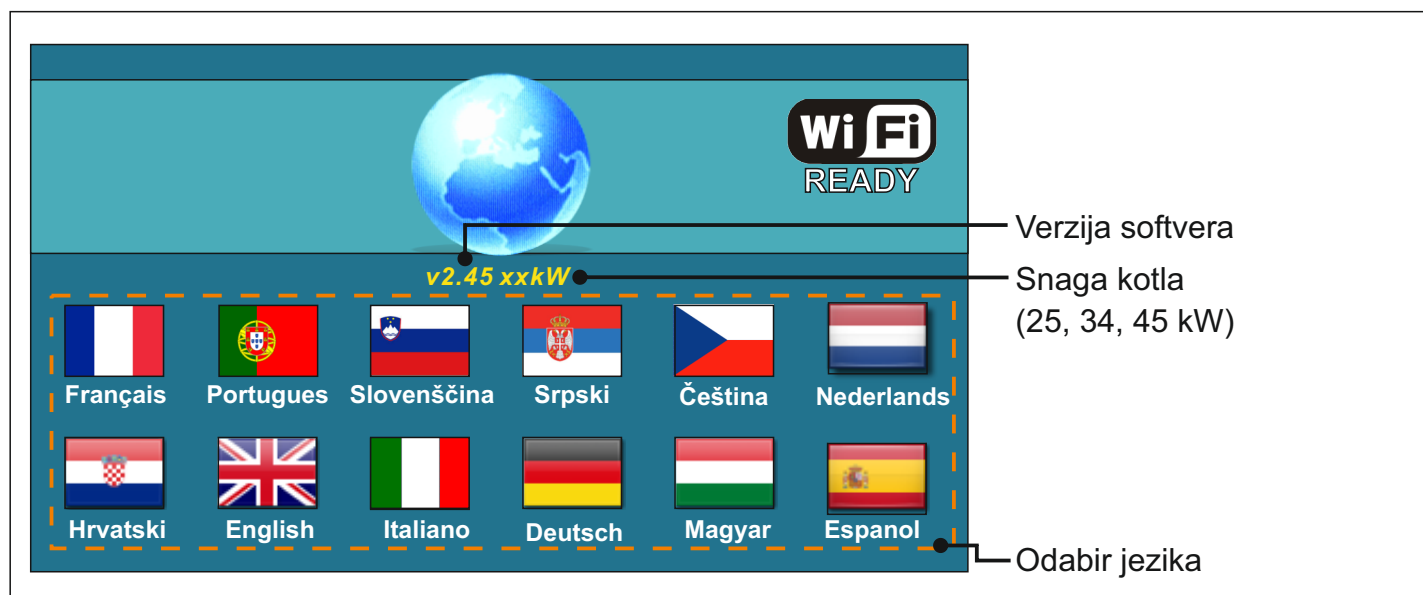 Wi Fi
READY
Verzija softvera
v2.45 xxkW
Snaga kotla
(25, 34, 45 kW)
Français Portugues Slovenščina Srpski Čeština Nederlands
Hrvatski English Italiano Deutsch Magyar Espanol
Odabir jezika